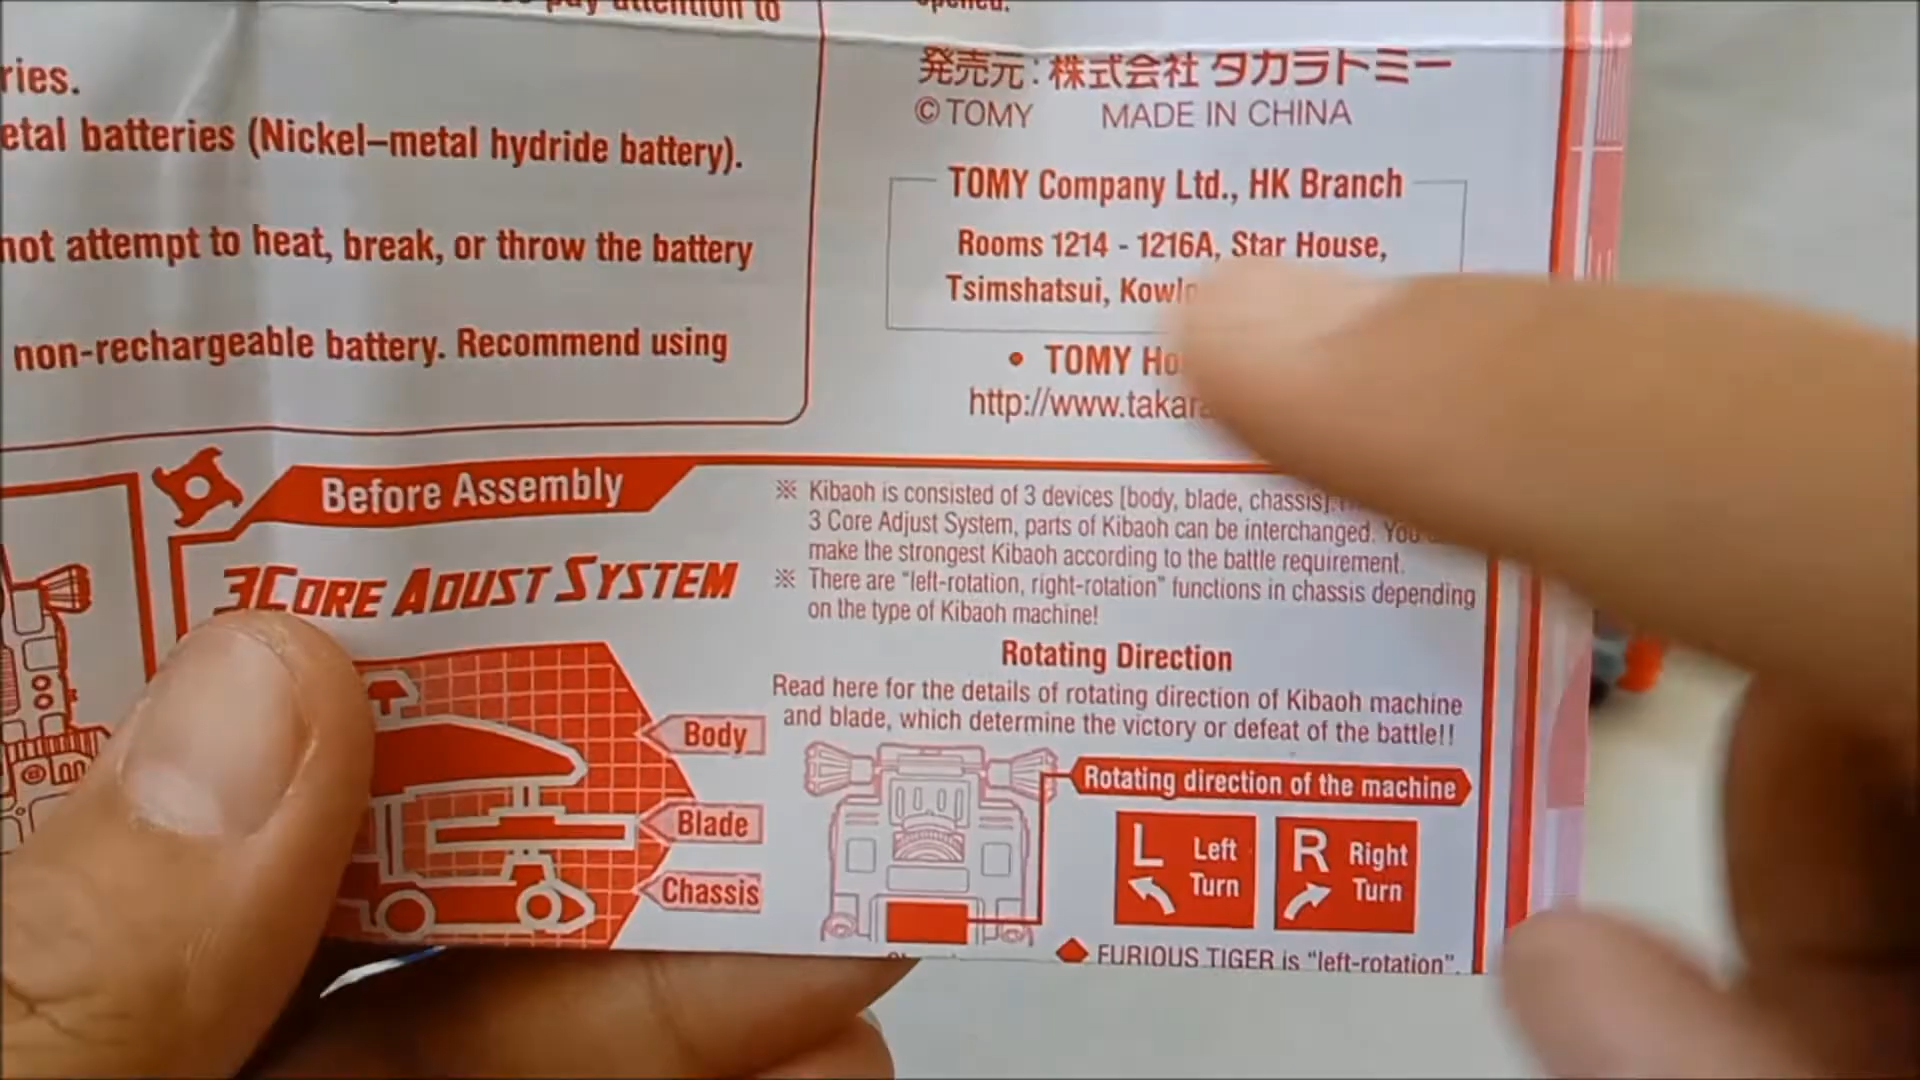 pay attention to
ries.
etal batteries (Nickel–metal hydride battery).
not attempt to heat, break, or throw the battery
non-rechargeable battery. Recommend using
opened.
発売元:株式会社 タカラトミー
©TOMY MADE IN CHINA
TOMY Company Ltd., HK Branch
Rooms 1214 - 1216A, Star House,
Tsimshatsui,
• TOMY
http://www.takara
Before Assembly
3CORE ADUST SYSTEM
Body
Blade
Chassis
※ Kibaoh is consisted of 3 devices [body, blade, chassis].
3 Core Adjust System, parts of Kibaoh can be interchanged. You
make the strongest Kibaoh according to the battle requirement.
※ There are "left-rotation, right-rotation" functions in chassis depending
on the type of Kibaoh machine!
Rotating Direction
Read here for the details of rotating direction of Kibaoh machine
and blade, which determine the victory or defeat of the battle!!
Rotating direction of the machine
L Left Turn
R Right Turn
◆ FURIOUS TIGER is "left-rotation".